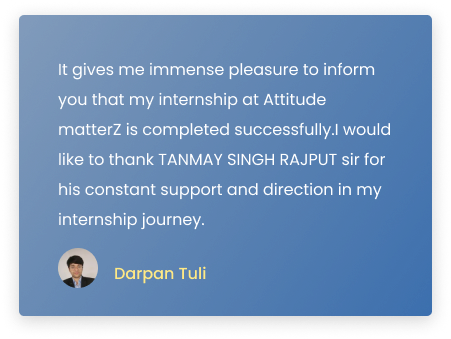 It gives me immense pleasure to inform
you that my internship at Attitude
matterZ is completed successfully.I would
like to thank TANMAY SINGH RAJPUT sir for
his constant support and direction in my
internship journey.
Darpan Tuli